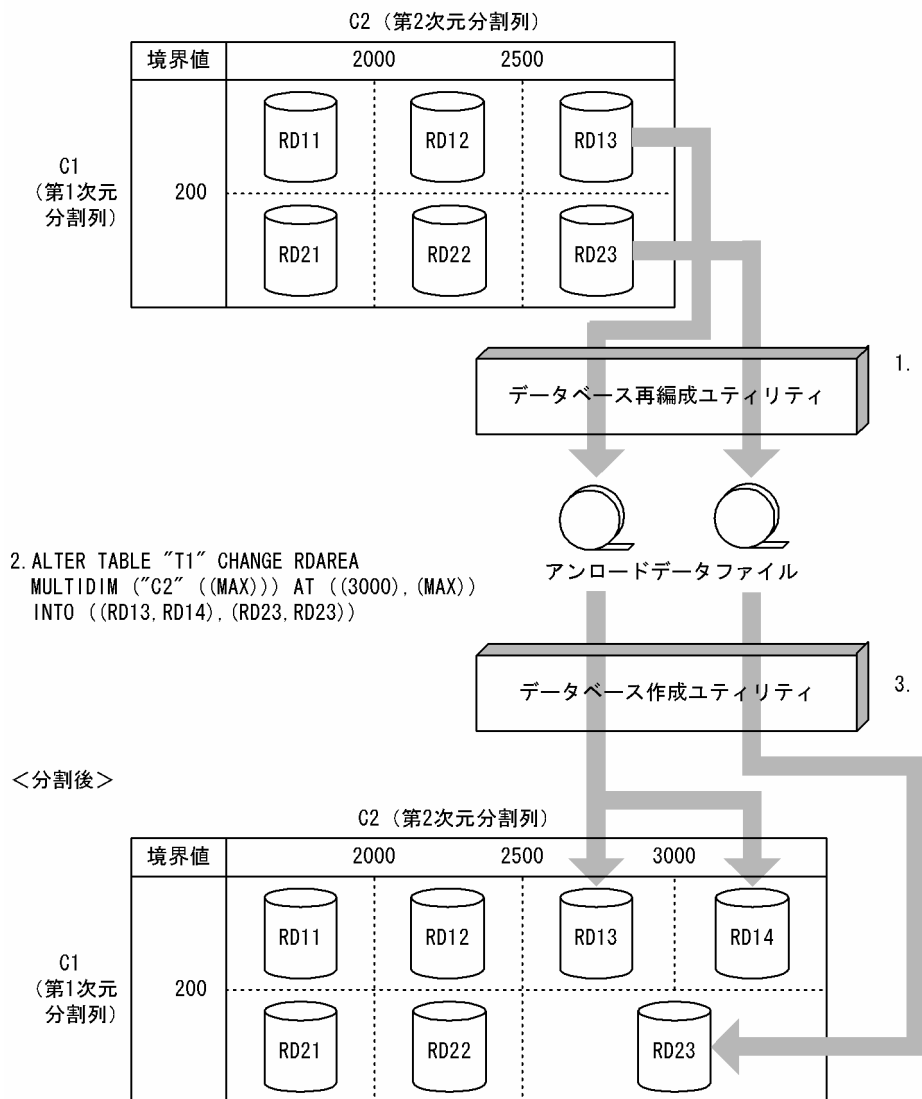 C2（第2次元分割列）
境界値 2000 2500
RD11 RD12 RD13
C1
（第1次元
分割列）
200
RD21 RD22 RD23
データベース再編成ユティリティ
1.
2. ALTER TABLE "T1" CHANGE RDAREA
MULTIDIM ("C2" ((MAX))) AT ((3000),(MAX))
INTO ((RD13,RD14),(RD23,RD23))
アンロードデータファイル
データベース作成ユティリティ
3.
＜分割後＞
C2（第2次元分割列）
境界値 2000 2500 3000
RD11 RD12 RD13 RD14
C1
（第1次元
分割列）
200
RD21 RD22 RD23